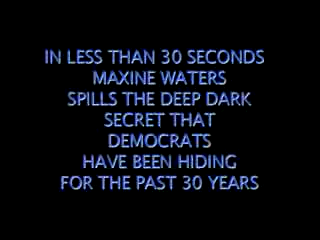 IN LESS THAN 30 SECONDS
MAXINE WATERS
SPILLS THE DEEP DARK
SECRET THAT
DEMOCRATS
HAVE BEEN HIDING
FOR THE PAST 30 YEARS